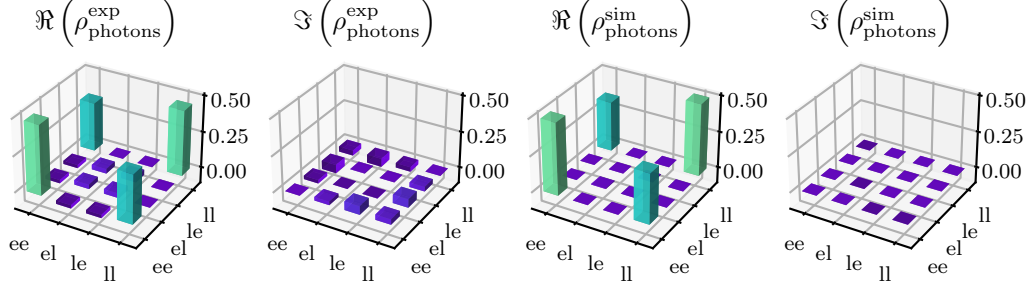 ℜ(ρ^exp_photons) ℑ(ρ^exp_photons) ℜ(ρ^sim_photons) ℑ(ρ^sim_photons)
0.50 0.50 0.50 0.50
0.25 0.25 0.25 0.25
0.00 0.00 0.00 0.00
ee el le ll ee el le ll
ee el le ll ee el le ll
ee el le ll ee el le ll
ee el le ll ee el le ll